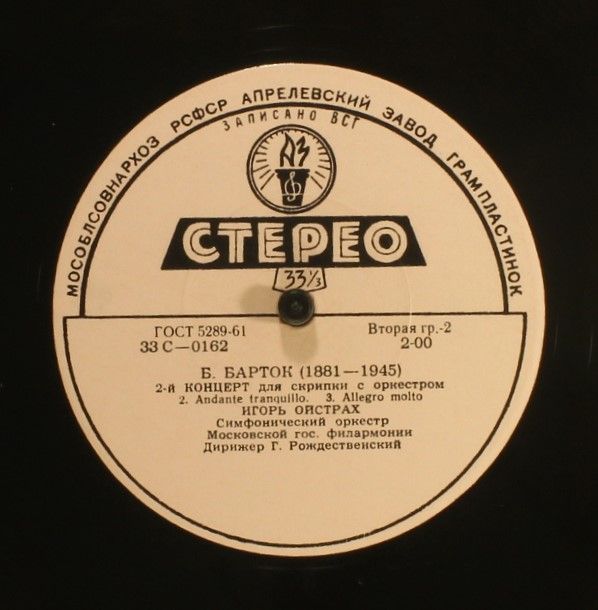 МОСОБЛСОВНАРХОЗ РСФСР АПРЕЛЕВСКИЙ ЗАВОД ГРАМПЛАСТИНОК
ЗАПИСАНО ВСГ
АЗ
СТЕРЕО
33⅓
ГОСТ 5289-61 Вторая гр.-2
33 С—0162 2-00
Б. БАРТОК (1881—1945)
2-й КОНЦЕРТ для скрипки с оркестром
2. Andante tranquillo. 3. Allegro molto
ИГОРЬ ОЙСТРАХ
Симфонический оркестр
Московской гос. филармонии
Дирижер Г. Рождественский